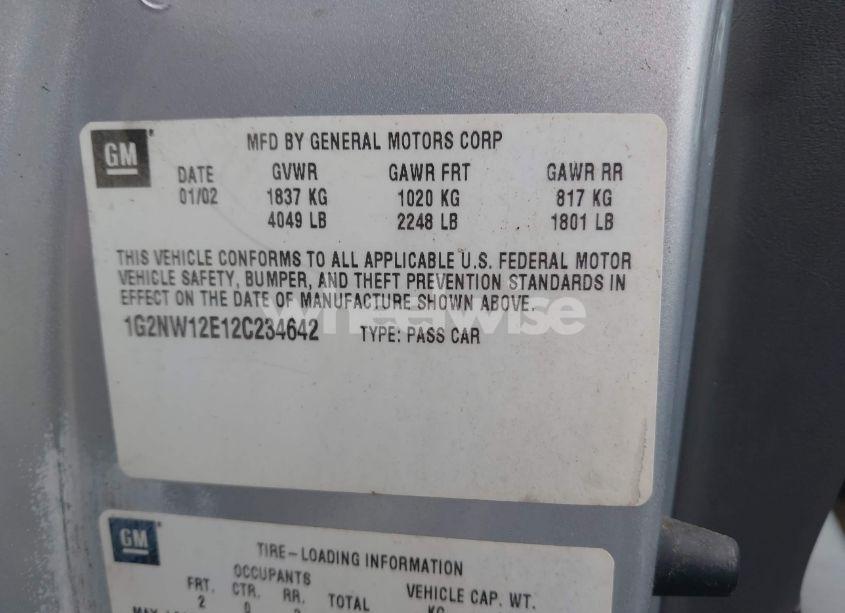 GM
MFD BY GENERAL MOTORS CORP
DATE GVWR GAWR FRT GAWR RR
01/02 1837 KG 1020 KG 817 KG
4049 LB 2248 LB 1801 LB
THIS VEHICLE CONFORMS TO ALL APPLICABLE U.S. FEDERAL MOTOR
VEHICLE SAFETY, BUMPER, AND THEFT PREVENTION STANDARDS IN
EFFECT ON THE DATE OF MANUFACTURE SHOWN ABOVE.
wheelwise
1G2NW12E12C234642 TYPE: PASS CAR
GM
TIRE-LOADING INFORMATION
OCCUPANTS
FRT. CTR. RR. TOTAL VEHICLE CAP. WT.
2